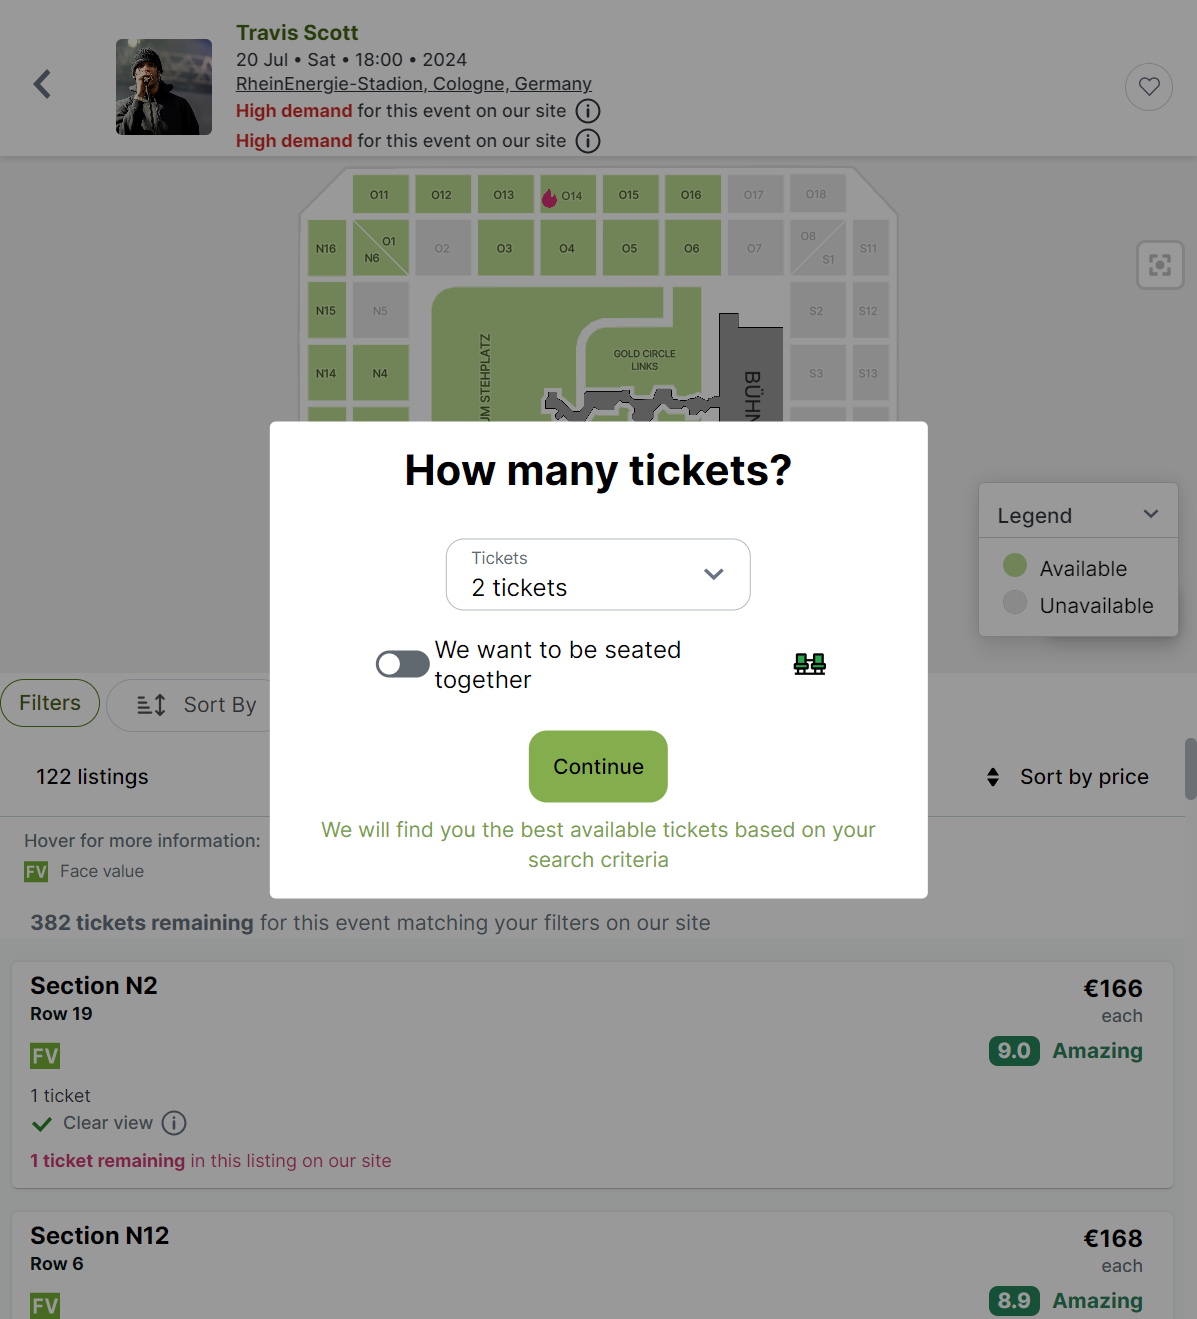 Travis Scott
20 Jul • Sat • 18:00 • 2024
RheinEnergie-Stadion, Cologne, Germany
High demand for this event on our site
High demand for this event on our site
O11 O12 O13 O14 O15 O16 O17 O18
N16 O1 N6 O2 O3 O4 O5 O6 O7 O8 S1 S11
N15 N5 S2 S12
N14 N4 S3 S13
GOLD CIRCLE
LINKS
UM STEHPLATZ
BÜHN
How many tickets?
Tickets
2 tickets
We want to be seated
together
Continue
We will find you the best available tickets based on your
search criteria
Legend
Available
Unavailable
Filters
Sort By
122 listings
Sort by price
Hover for more information:
FV Face value
382 tickets remaining for this event matching your filters on our site
Section N2
Row 19
FV
1 ticket
Clear view
1 ticket remaining in this listing on our site
€166
each
9.0 Amazing
Section N12
Row 6
FV
€168
each
8.9 Amazing